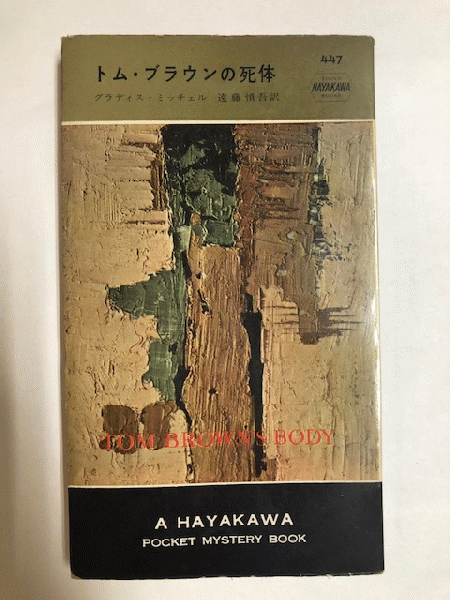 トム・ブラウンの死体
447
HAYAKAWA
グラディス・ミッチェル 遠藤慎吾訳
TOM BROWN'S BODY
A HAYAKAWA
POCKET MYSTERY BOOK